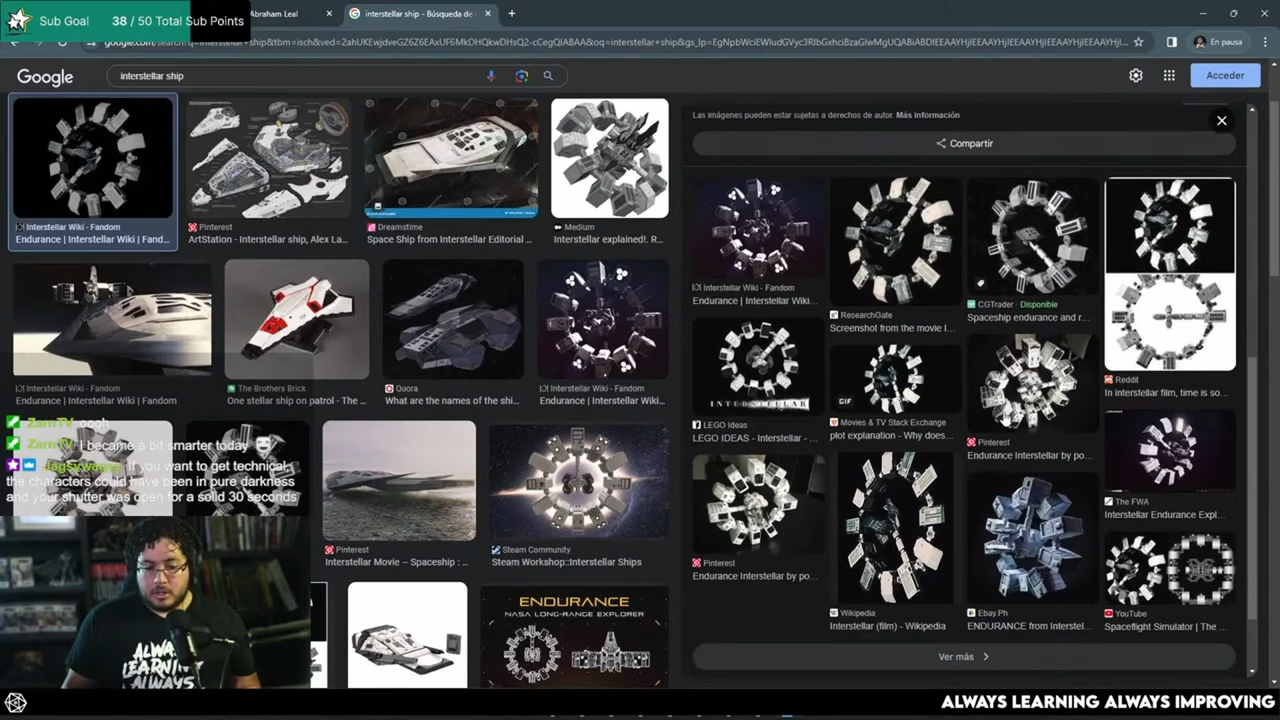 Sub Goal
38 / 50 Total Sub Points
Abraham Leal
interstellar ship - Búsqueda de
En pausa
Google
interstellar ship
Acceder
Interstellar Wiki - Fandom
Endurance | Interstellar Wiki | Fand...
Pinterest
ArtStation - Interstellar ship, Alex La...
Dreamstime
Space Ship from Interstellar Editorial ...
Medium
Interstellar explained!. R...
Interstellar Wiki - Fandom
Endurance | Interstellar Wiki | Fandom
The Brothers Brick
One stellar ship on patrol - The ...
Quora
What are the names of the shi...
Interstellar Wiki - Fandom
Endurance | Interstellar Wiki...
ZarnTV: cooh
ZarnTV: I became a bit smarter today
Jagsywagsy: If you want to get technical,
the characters could have been in pure darkness
and your shutter was open for a solid 30 seconds
Pinterest
Interstellar Movie – Spaceship : ...
Steam Community
Steam Workshop::Interstellar Ships
ENDURANCE
NASA LONG-RANGE EXPLORER
ALWAYS
LEARNING
ALWAYS
Las imágenes pueden estar sujetas a derechos de autor. Más información
Compartir
Interstellar Wiki - Fandom
Endurance | Interstellar Wiki...
ResearchGate
Screenshot from the movie I...
CGTrader · Disponible
Spaceship endurance and r...
Reddit
In interstellar film, time is so...
INTERSTELLAR
LEGO Ideas
LEGO IDEAS - Interstellar - ...
GIF
Movies & TV Stack Exchange
plot explanation - Why does...
Pinterest
Endurance Interstellar by po...
The FWA
Interstellar Endurance Expl...
Pinterest
Endurance Interstellar by po...
Wikipedia
Interstellar (film) - Wikipedia
Ebay.Ph
ENDURANCE from Interstel...
YouTube
Spaceflight Simulator | The ...
Ver más
ALWAYS LEARNING ALWAYS IMPROVING